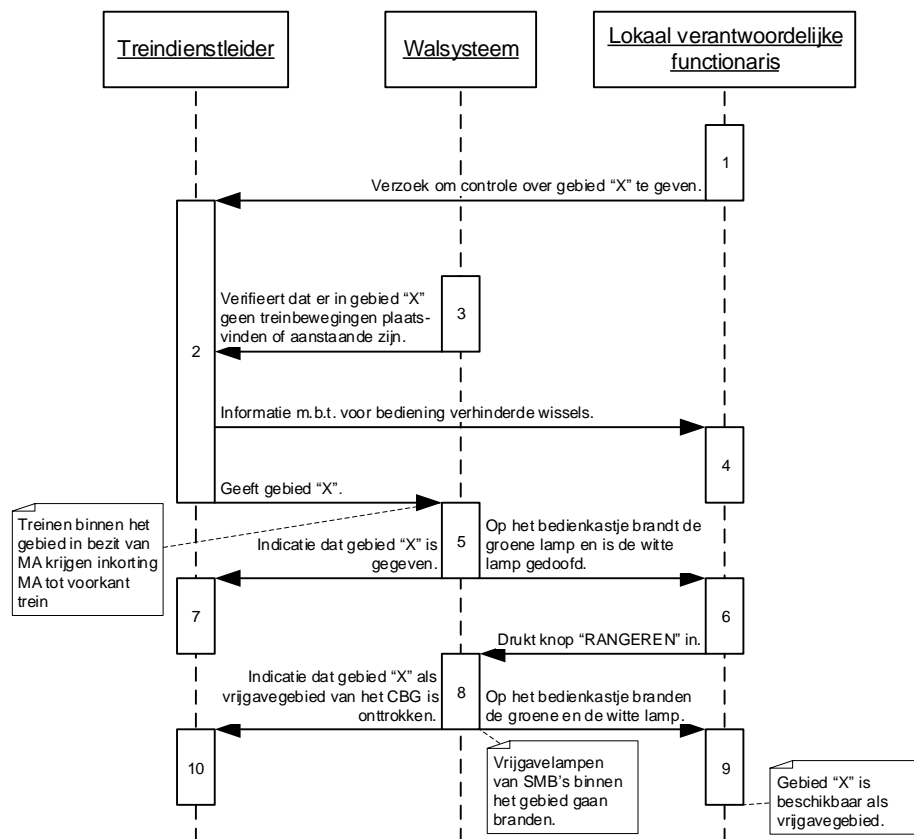 Treindienstleider
Walsysteem
Lokaal verantwoordelijke
functionaris
1
Verzoek om controle over gebied “X” te geven.
2
3
Verifieert dat er in gebied “X”
geen treinbewegingen plaats-
vinden of aanstaande zijn.
Informatie m.b.t. voor bediening verhinderde wissels.
4
Geeft gebied “X”.
Treinen binnen het
gebied in bezit van
MA krijgen inkorting
MA tot voorkant
trein
5
Indicatie dat gebied “X” is
gegeven.
Op het bedienkastje brandt de
groene lamp en is de witte
lamp gedoofd.
7
6
Drukt knop “RANGEREN” in.
8
Indicatie dat gebied “X” als
vrijgavegebied van het CBG is
onttrokken.
Op het bedienkastje branden
de groene en de witte lamp.
10
9
Vrijgavelampen
van SMB’s binnen
het gebied gaan
branden.
Gebied “X” is
beschikbaar als
vrijgavegebied.